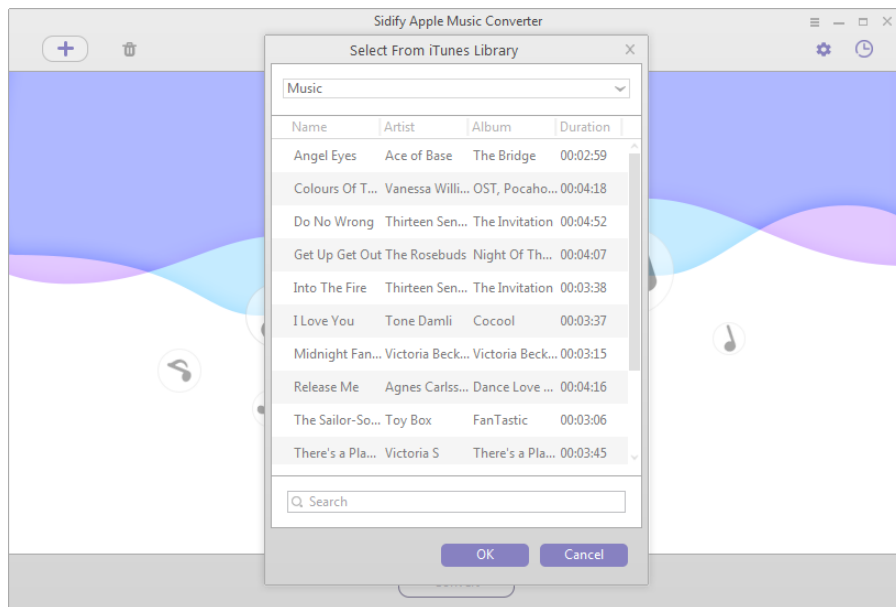 Sidify Apple Music Converter
Select From iTunes Library
Music
Name Artist Album Duration
Angel Eyes Ace of Base The Bridge 00:02:59
Colours Of T... Vanessa Willi... OST, Pocaho... 00:04:18
Do No Wrong Thirteen Sen... The Invitation 00:04:52
Get Up Get Out The Rosebuds Night Of Th... 00:04:07
Into The Fire Thirteen Sen... The Invitation 00:03:38
I Love You Tone Damli Cocool 00:03:37
Midnight Fan... Victoria Beck... Victoria Beck... 00:03:15
Release Me Agnes Carlss... Dance Love ... 00:04:16
The Sailor-So... Toy Box FanTastic 00:03:06
There's a Pla... Victoria S There's a Pla... 00:03:45
Search
OK Cancel